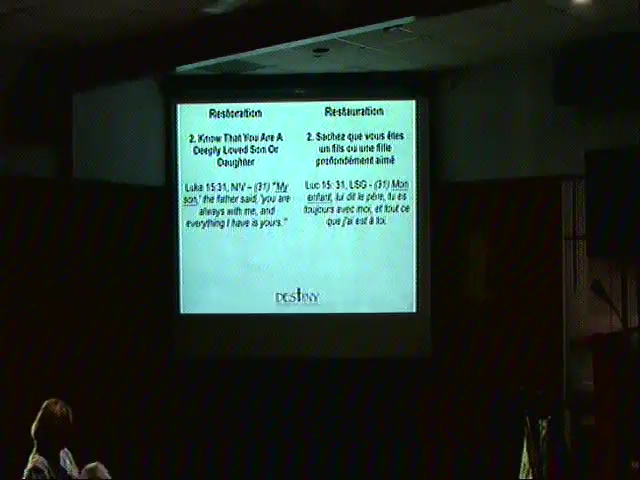 Restoration
2. Know That You Are A
Deeply Loved Son Or
Daughter
Luke 15:31, NIV – (31) "My
son,' the father said, 'you are
always with me, and
everything I have is yours."
Restauration
2. Sachez que vous êtes
un fils ou une fille
profondément aimé
Luc 15: 31, LSG - (31) Mon
enfant, lui dit le père, tu es
toujours avec moi, et tout ce
que j'ai est à toi.
DESTINY